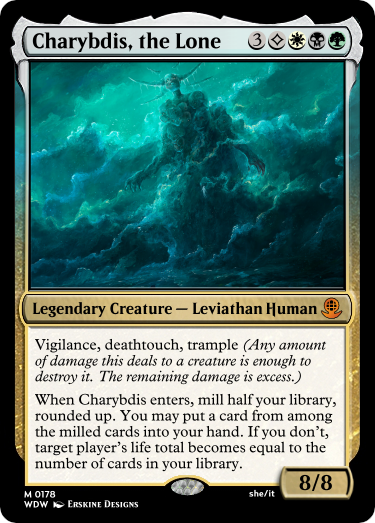 Charybdis, the Lone 3
Legendary Creature — Leviathan Human
Vigilance, deathtouch, trample (Any amount
of damage this deals to a creature is enough to
destroy it. The remaining damage is excess.)
When Charybdis enters, mill half your library,
rounded up. You may put a card from among
the milled cards into your hand. If you don't,
target player's life total becomes equal to the
number of cards in your library.
8/8
M 0178 she/it
WDW Erskine Designs